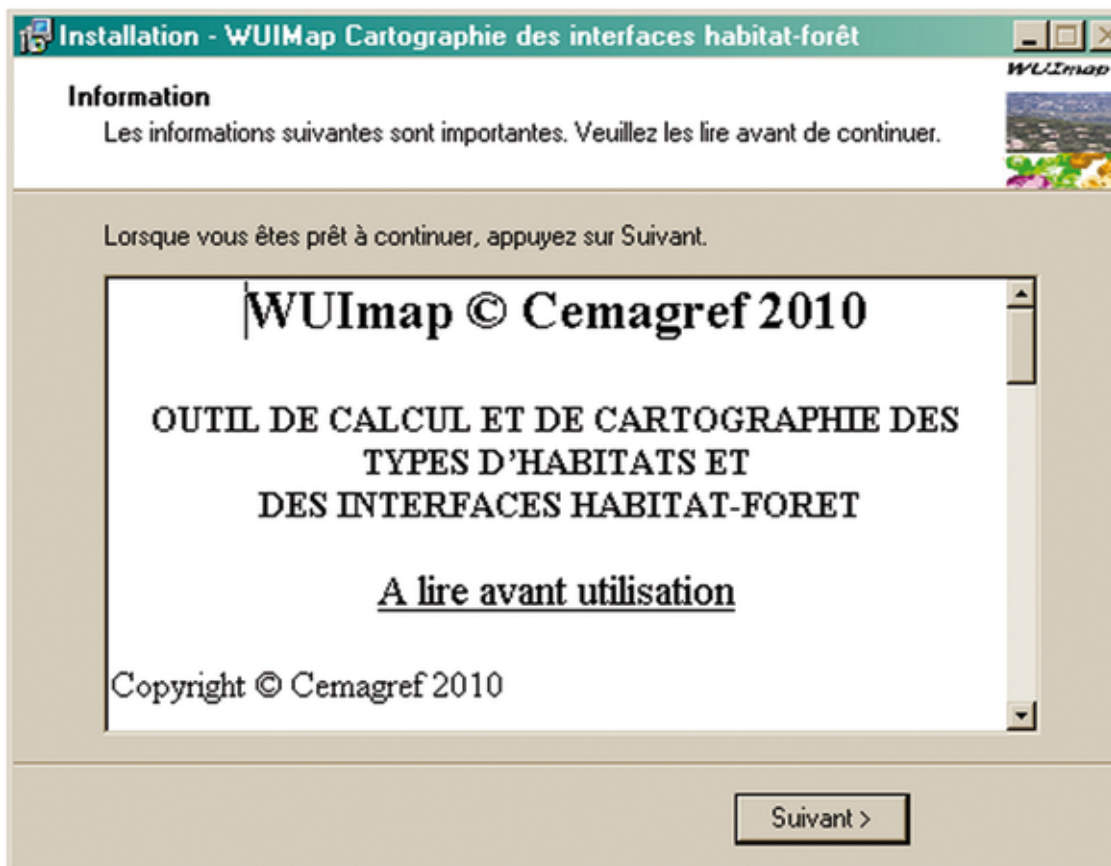 Installation - WUIMap Cartographie des interfaces habitat-forêt
WUImap
Information
Les informations suivantes sont importantes. Veuillez les lire avant de continuer.
Lorsque vous êtes prêt à continuer, appuyez sur Suivant.
WUImap © Cemagref 2010
OUTIL DE CALCUL ET DE CARTOGRAPHIE DES
TYPES D'HABITATS ET
DES INTERFACES HABITAT-FORET
A lire avant utilisation
Copyright © Cemagref 2010
Suivant >